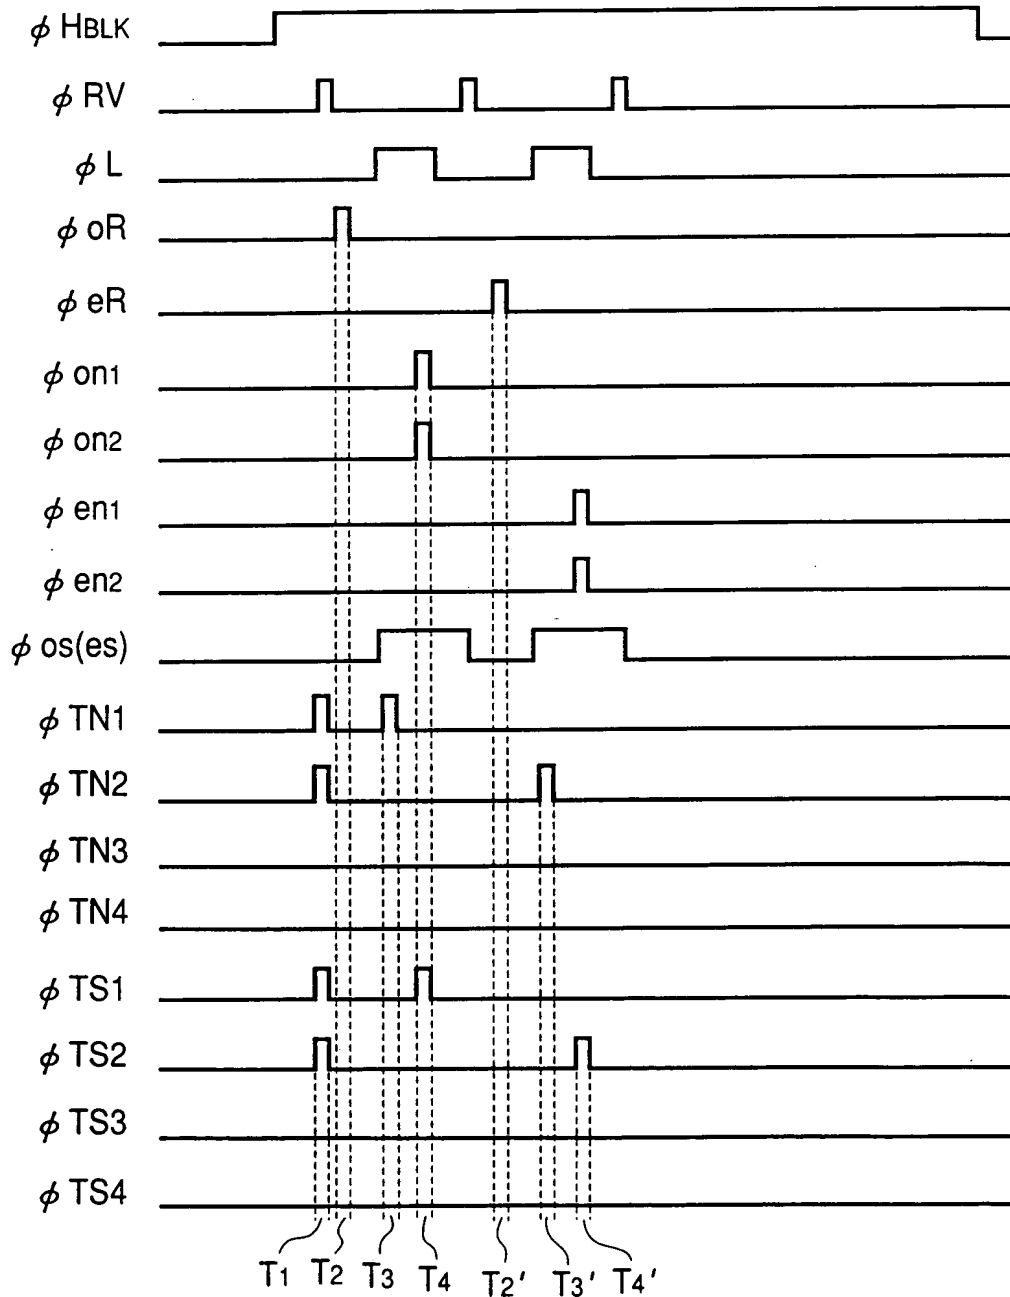 ϕ HBLK
ϕ RV
ϕ L
ϕ oR
ϕ eR
ϕ on1
ϕ on2
ϕ en1
ϕ en2
ϕ os(es)
ϕ TN1
ϕ TN2
ϕ TN3
ϕ TN4
ϕ TS1
ϕ TS2
ϕ TS3
ϕ TS4
T1 T2 T3 T4 T2' T3' T4'